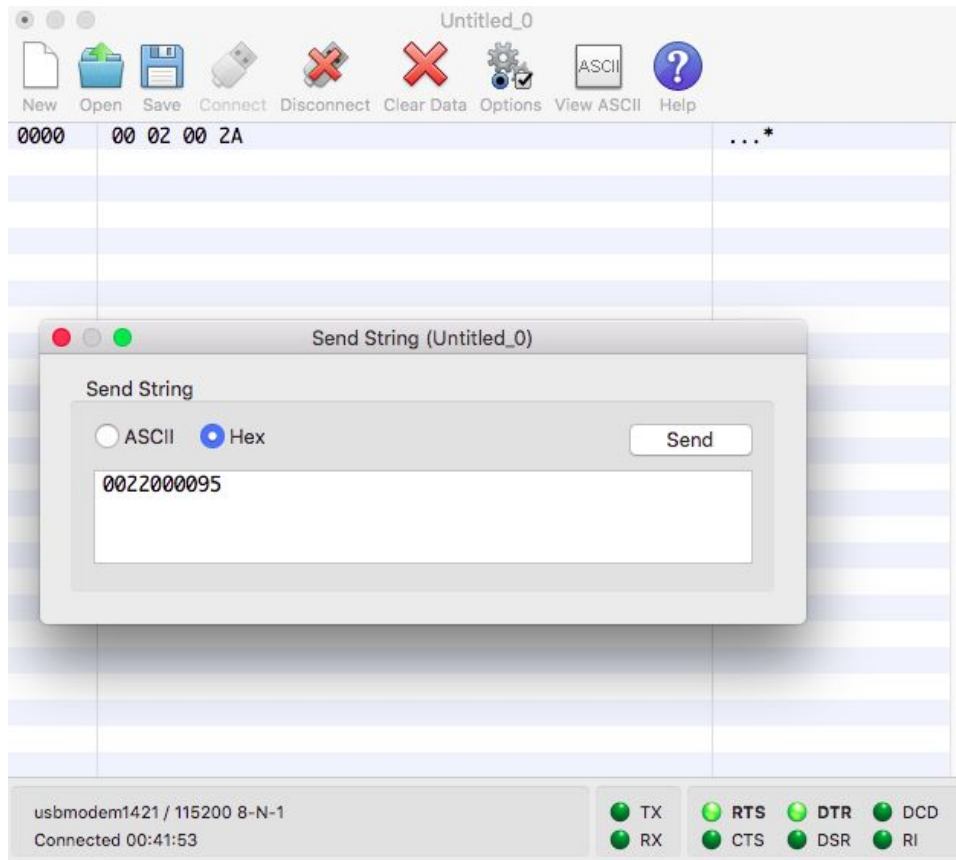 Untitled_0
ASCII
?
New Open Save Connect Disconnect Clear Data Options View ASCII Help
0000 00 02 00 2A ...*
Send String (Untitled_0)
Send String
ASCII Hex Send
0022000095
usbmodem1421 / 115200 8-N-1 TX RTS DTR DCD
Connected 00:41:53 RX CTS DSR RI